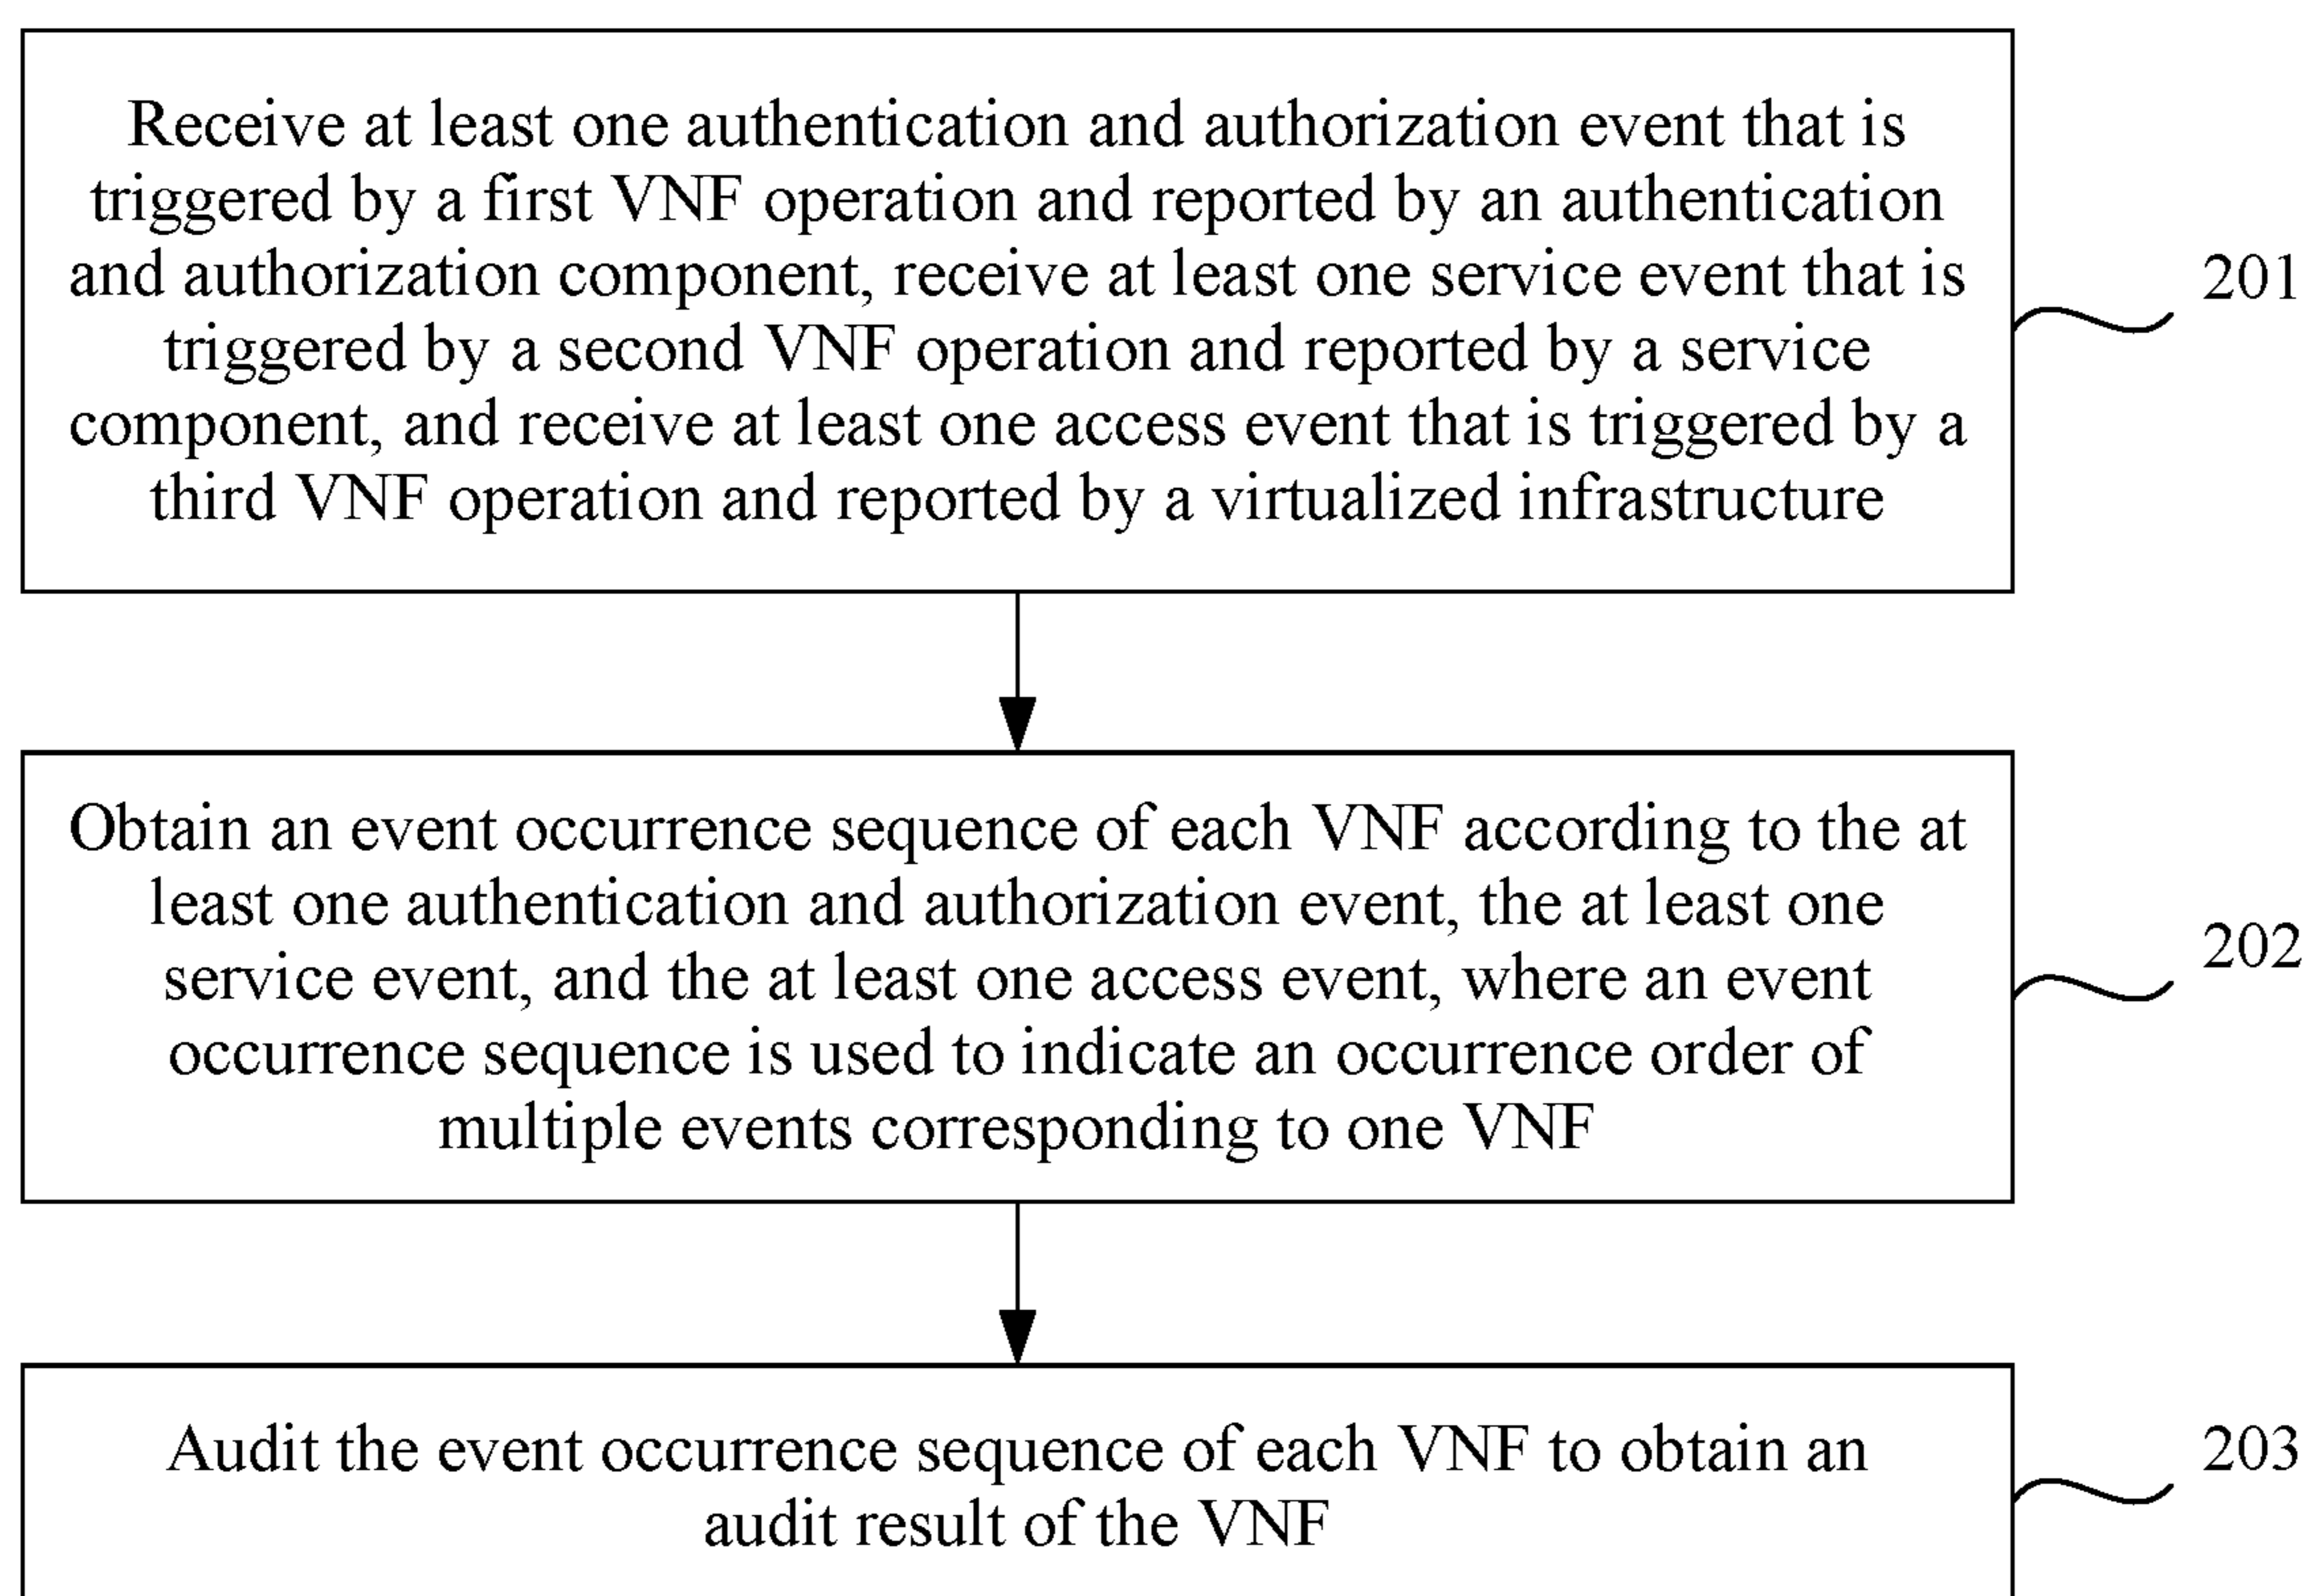 Receive at least one authentication and authorization event that is
triggered by a first VNF operation and reported by an authentication
and authorization component, receive at least one service event that is
triggered by a second VNF operation and reported by a service
component, and receive at least one access event that is triggered by a
third VNF operation and reported by a virtualized infrastructure
201
Obtain an event occurrence sequence of each VNF according to the at
least one authentication and authorization event, the at least one
service event, and the at least one access event, where an event
occurrence sequence is used to indicate an occurrence order of
multiple events corresponding to one VNF
202
Audit the event occurrence sequence of each VNF to obtain an
audit result of the VNF
203